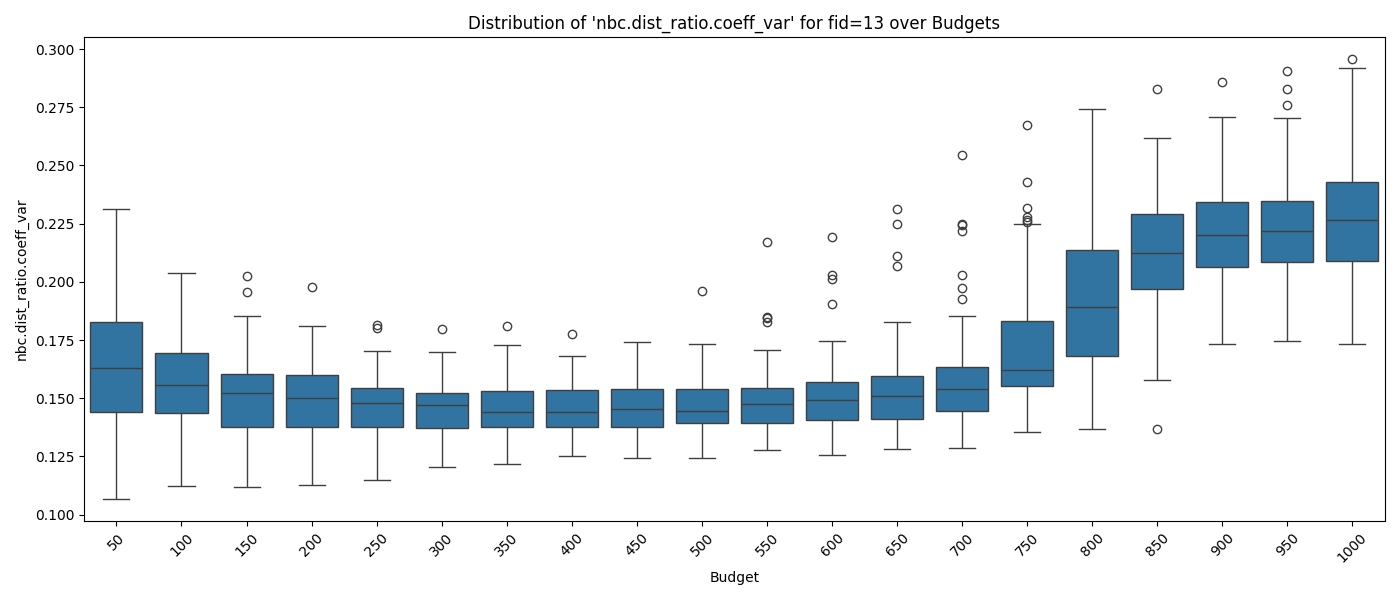 Distribution of 'nbc.dist_ratio.coeff_var' for fid=13 over Budgets
nbc.dist_ratio.coeff_var
0.300
0.275
0.250
0.225
0.200
0.175
0.150
0.125
0.100
50 100 150 200 250 300 350 400 450 500 550 600 650 700 750 800 850 900 950 1000
Budget